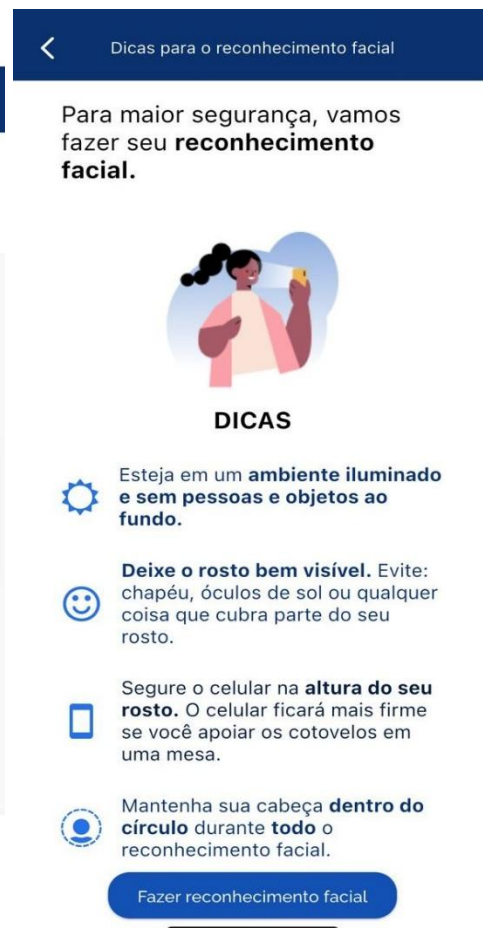 Dicas para o reconhecimento facial
Para maior segurança, vamos
fazer seu reconhecimento
facial.
DICAS
Esteja em um ambiente iluminado
e sem pessoas e objetos ao
fundo.
Deixe o rosto bem visível. Evite:
chapéu, óculos de sol ou qualquer
coisa que cubra parte do seu
rosto.
Segure o celular na altura do seu
rosto. O celular ficará mais firme
se você apoiar os cotovelos em
uma mesa.
Mantenha sua cabeça dentro do
círculo durante todo o
reconhecimento facial.
Fazer reconhecimento facial